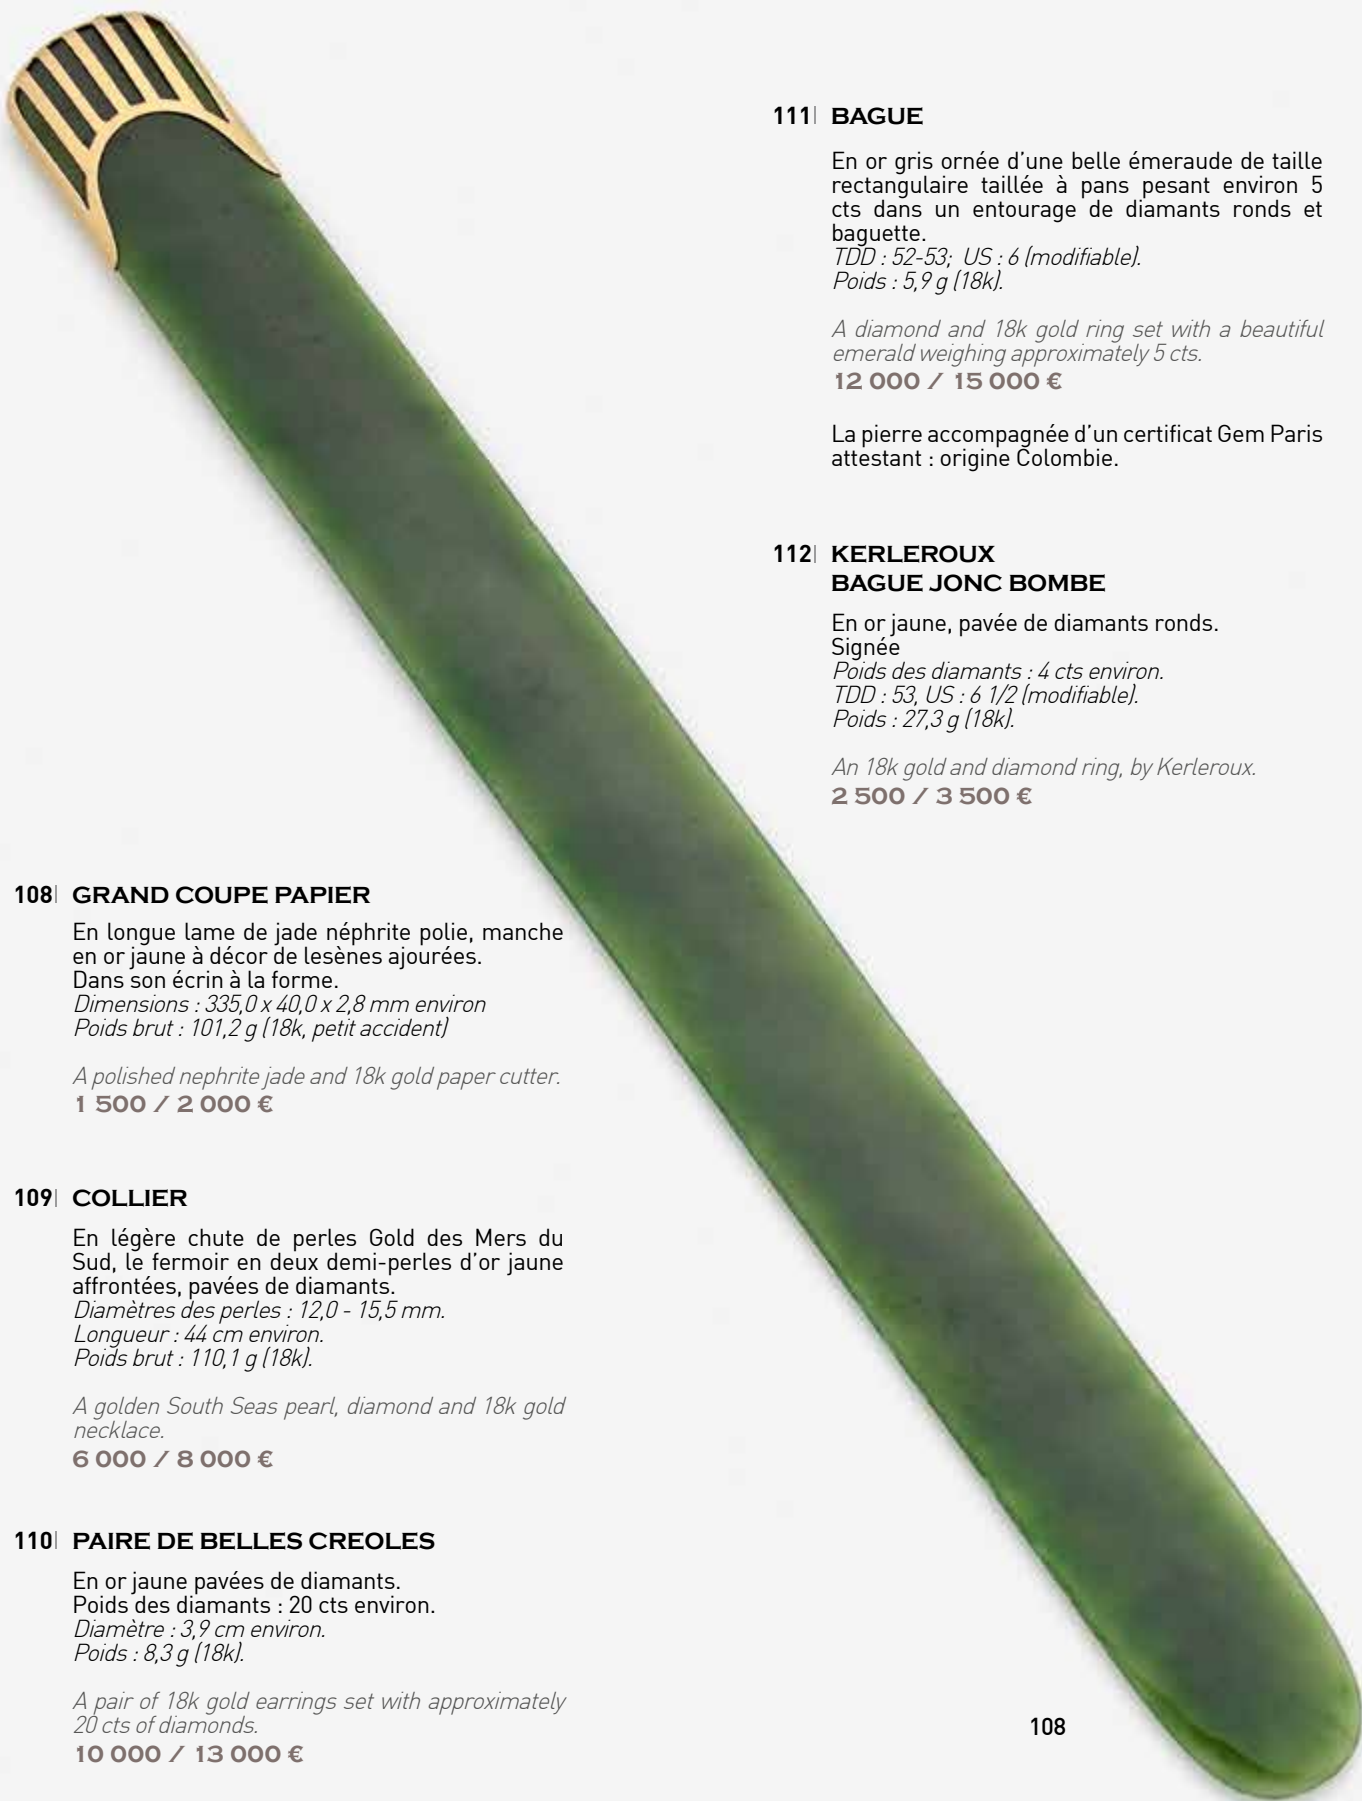 108 GRAND COUPE PAPIER
En longue lame de jade néphrite polie, manche
en or jaune à décor de lesènes ajourées.
Dans son écrin à la forme.
Dimensions : 335,0 x 40,0 x 2,8 mm environ
Poids brut : 101,2 g (18k, petit accident)
A polished nephrite jade and 18k gold paper cutter.
1 500 / 2 000 €
109 COLLIER
En légère chute de perles Gold des Mers du
Sud, le fermoir en deux demi-perles d'or jaune
affrontées, pavées de diamants.
Diamètres des perles : 12,0 - 15,5 mm.
Longueur : 44 cm environ.
Poids brut : 110,1 g (18k).
A golden South Seas pearl, diamond and 18k gold
necklace.
6 000 / 8 000 €
110 PAIRE DE BELLES CREOLES
En or jaune pavées de diamants.
Poids des diamants : 20 cts environ.
Diamètre : 3,9 cm environ.
Poids : 8,3 g (18k).
A pair of 18k gold earrings set with approximately
20 cts of diamonds.
10 000 / 13 000 €
111 BAGUE
En or gris ornée d'une belle émeraude de taille
rectangulaire taillée à pans pesant environ 5
cts dans un entourage de diamants ronds et
baguette.
TDD : 52-53; US : 6 (modifiable).
Poids : 5,9 g (18k).
A diamond and 18k gold ring set with a beautiful
emerald weighing approximately 5 cts.
12 000 / 15 000 €
La pierre accompagnée d'un certificat Gem Paris
attestant : origine Colombie.
112 KERLEROUX
BAGUE JONC BOMBE
En or jaune, pavée de diamants ronds.
Signée
Poids des diamants : 4 cts environ.
TDD : 53, US : 6 1/2 (modifiable).
Poids : 27,3 g (18k).
An 18k gold and diamond ring, by Kerleroux.
2 500 / 3 500 €
108